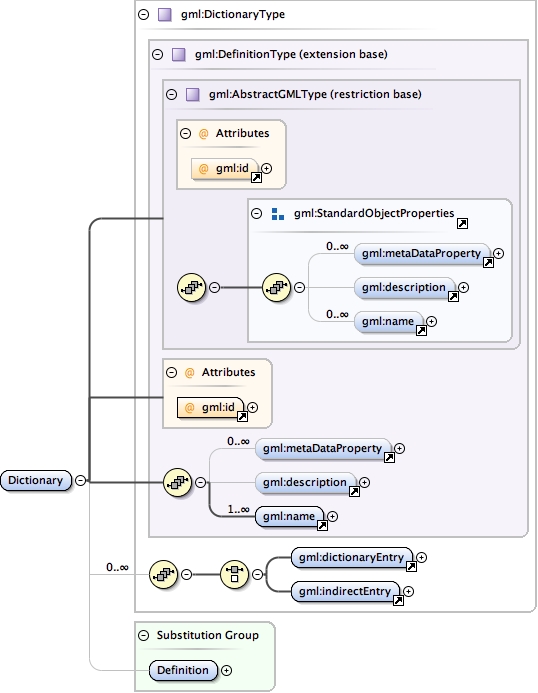 gml:DictionaryType
gml:DefinitionType (extension base)
gml:AbstractGMLType (restriction base)
@ Attributes
@ gml:id
gml:StandardObjectProperties
0..∞
gml:metaDataProperty
gml:description
0..∞
gml:name
@ Attributes
@ gml:id
0..∞
gml:metaDataProperty
gml:description
1..∞
gml:name
Dictionary
0..∞
gml:dictionaryEntry
gml:indirectEntry
Substitution Group
Definition